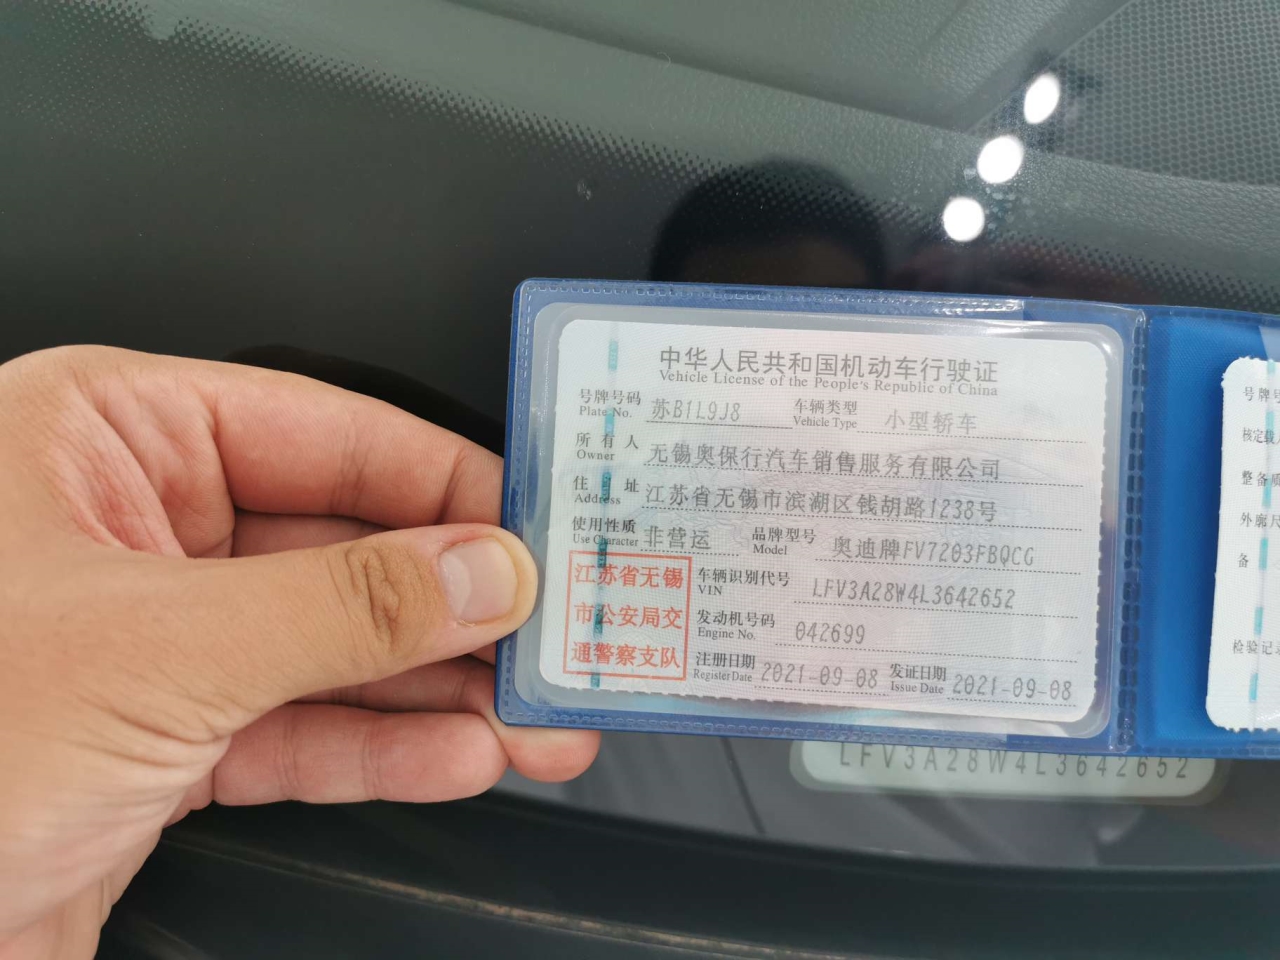 中华人民共和国机动车行驶证
Vehicle License of the People's Republic of China
号牌号码 苏B1L9J8 车辆类型 小型轿车
Plate No. Vehicle Type
所有人 无锡奥保行汽车销售服务有限公司
Owner
住址 江苏省无锡市滨湖区钱胡路1238号
Address
使用性质 非营运 品牌型号 奥迪牌FV7203FBQCG
Use Character Model
江苏省无锡
市公安局交
通警察支队
车辆识别代号 LFV3A28W4L3642652
VIN
发动机号码 042699
Engine No.
注册日期 2021-09-08 发证日期 2021-09-08
Register Date Issue Date
号牌号
核定载人
整备质
外廓尺
备
检验记录
LFV3A28W4L3642652